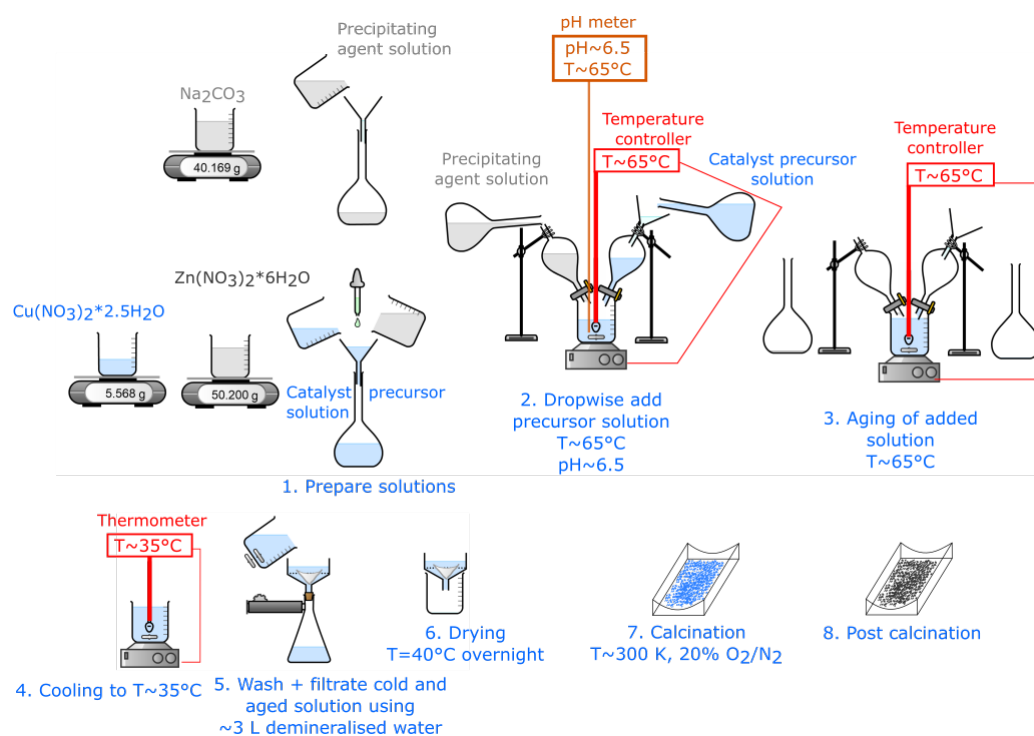 Precipitating
agent solution
Na2CO3
40.169 g
Zn(NO3)2*6H2O
Cu(NO3)2*2.5H2O
5.568 g
50.200 g
Catalyst precursor
solution
1. Prepare solutions
pH meter
pH~6.5
T~65°C
Temperature
controller
T~65°C
Precipitating
agent solution
Catalyst precursor
solution
2. Dropwise add
precursor solution
T~65°C
pH~6.5
Temperature
controller
T~65°C
3. Aging of added
solution
T~65°C
Thermometer
T~35°C
4. Cooling to T~35°C
5. Wash + filtrate cold and
aged solution using
~3 L demineralised water
6. Drying
T=40°C overnight
7. Calcination
T~300 K, 20% O2/N2
8. Post calcination